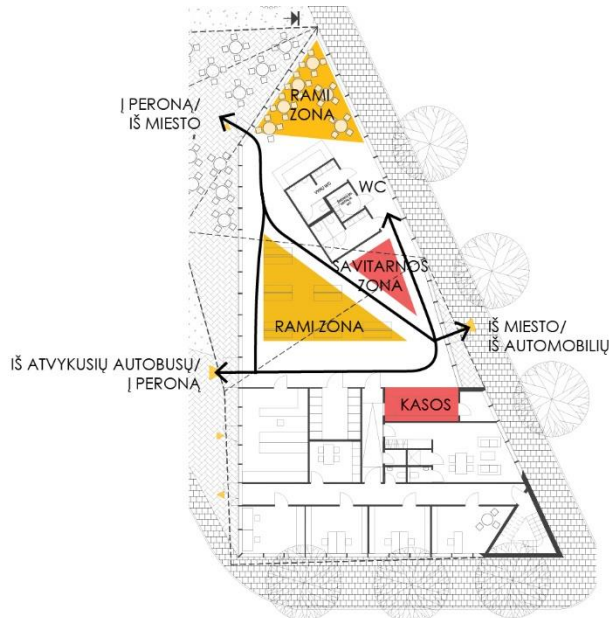 RAMI
ZONA
Į PERONĄ/
IŠ MIESTO
WC
SAVITARNOS
ZONA
RAMI ZONA
IŠ MIESTO/
IŠ AUTOMOBILIŲ
IŠ ATVYKUSIŲ AUTOBUSŲ/
Į PERONĄ
KASOS